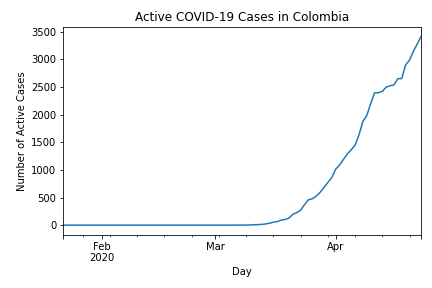 Active COVID-19 Cases in Colombia
3500
3000
2500
2000
1500
1000
500
0
Number of Active Cases
Feb
2020
Mar
Apr
Day